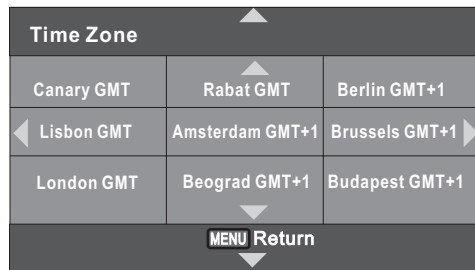 Time Zone
Canary GMT Rabat GMT Berlin GMT+1
Lisbon GMT Amsterdam GMT+1 Brussels GMT+1
London GMT Beograd GMT+1 Budapest GMT+1
MENU Return